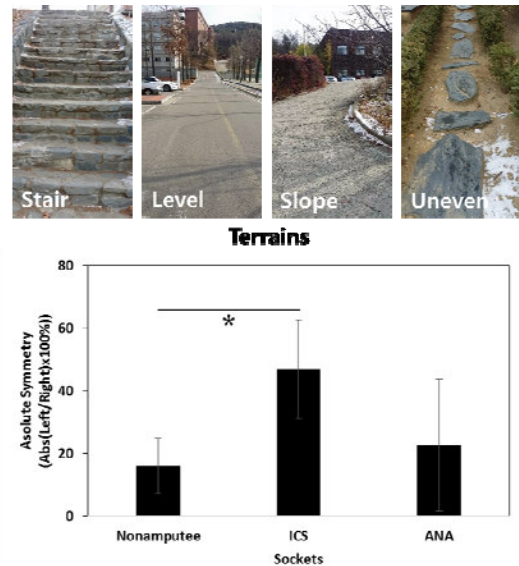 Stair Level Slope Uneven
Terrains
80
60
40
20
0
*
Asolute Symmetry
(Abs(Left/Right)x100%))
Nonamputee ICS ANA
Sockets